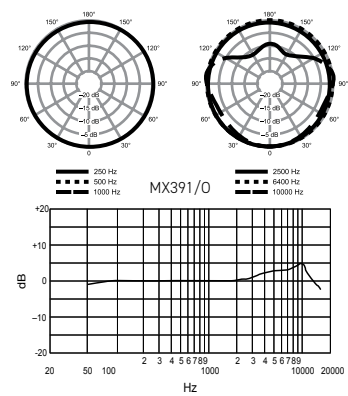 180°
150° 150°
120° 120°
90° 90°
60° 60°
30° 30°
0
–20 dB
–15 dB
–10 dB
–5 dB
180°
150° 150°
120° 120°
90° 90°
60° 60°
30° 30°
0
–20 dB
–15 dB
–10 dB
–5 dB
250 Hz
500 Hz
1000 Hz
MX391/O
2500 Hz
6400 Hz
10000 Hz
+20
+10
0
–10
–20
dB
2 3 4 5 6 7 8 9 2 3 4 5 6 7 8 9
20 50 100 1000 10000 20000
Hz